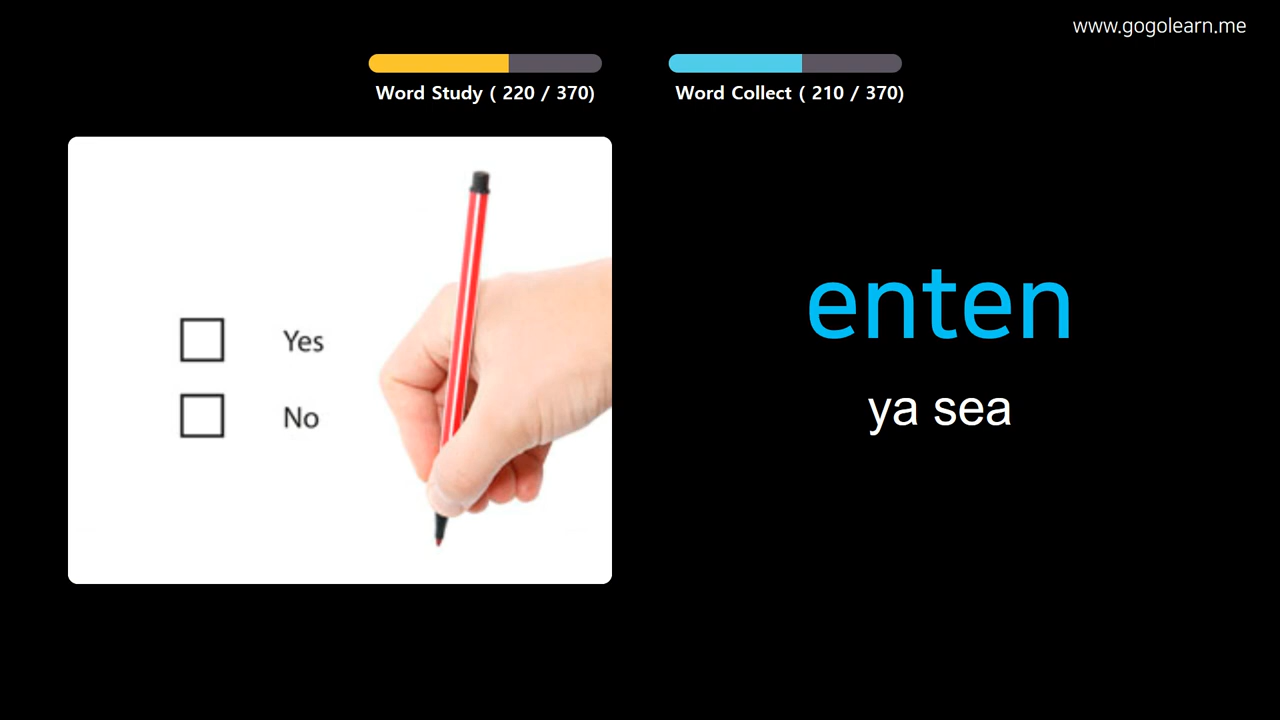 www.gogolearn.me
Word Study ( 220 / 370)
Word Collect ( 210 / 370)
Yes
No
enten
ya sea